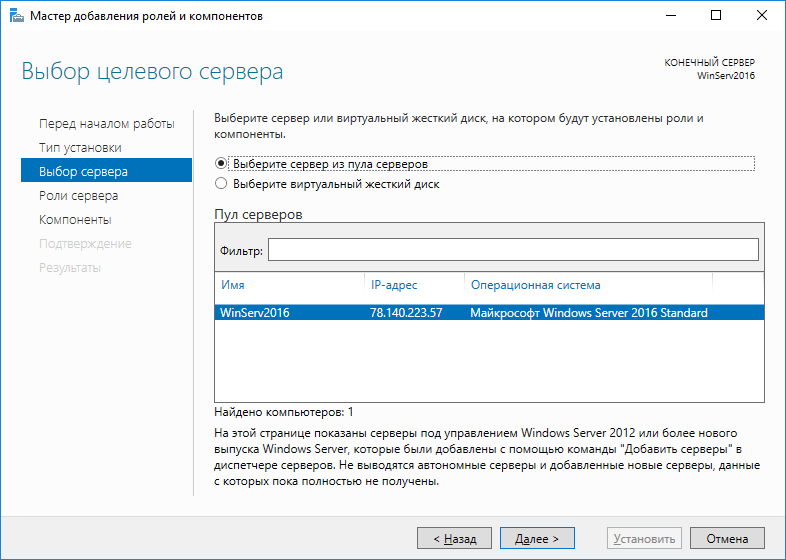 Мастер добавления ролей и компонентов
Выбор целевого сервера
КОНЕЧНЫЙ СЕРВЕР
WinServ2016
Перед началом работы
Тип установки
Выбор сервера
Роли сервера
Компоненты
Подтверждение
Результаты
Выберите сервер или виртуальный жесткий диск, на котором будут установлены роли и
компоненты.
Выберите сервер из пула серверов
Выберите виртуальный жесткий диск
Пул серверов
Фильтр:
Имя IP-адрес Операционная система
WinServ2016 78.140.223.57 Майкрософт Windows Server 2016 Standard
Найдено компьютеров: 1
На этой странице показаны серверы под управлением Windows Server 2012 или более нового
выпуска Windows Server, которые были добавлены с помощью команды "Добавить серверы" в
диспетчере серверов. Не выводятся автономные серверы и добавленные новые серверы, данные
с которых пока полностью не получены.
< Назад Далее > Установить Отмена